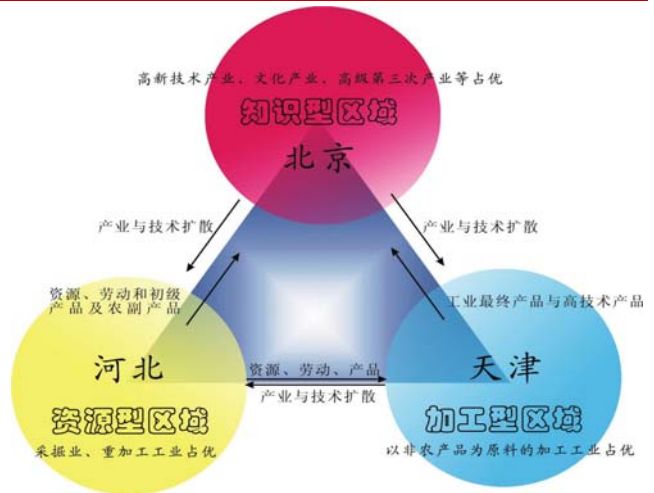 高新技术产业、文化产业、高级第三次产业等占优
知识型区域
北京
产业与技术扩散
产业与技术扩散
资源、劳动和初级
产品及农副产品
工业最终产品与高技术产品
河北
资源、劳动、产品
天津
产业与技术扩散
资源型区域
加工型区域
采掘业、重加工工业占优
以非农产品为原料的加工工业占优